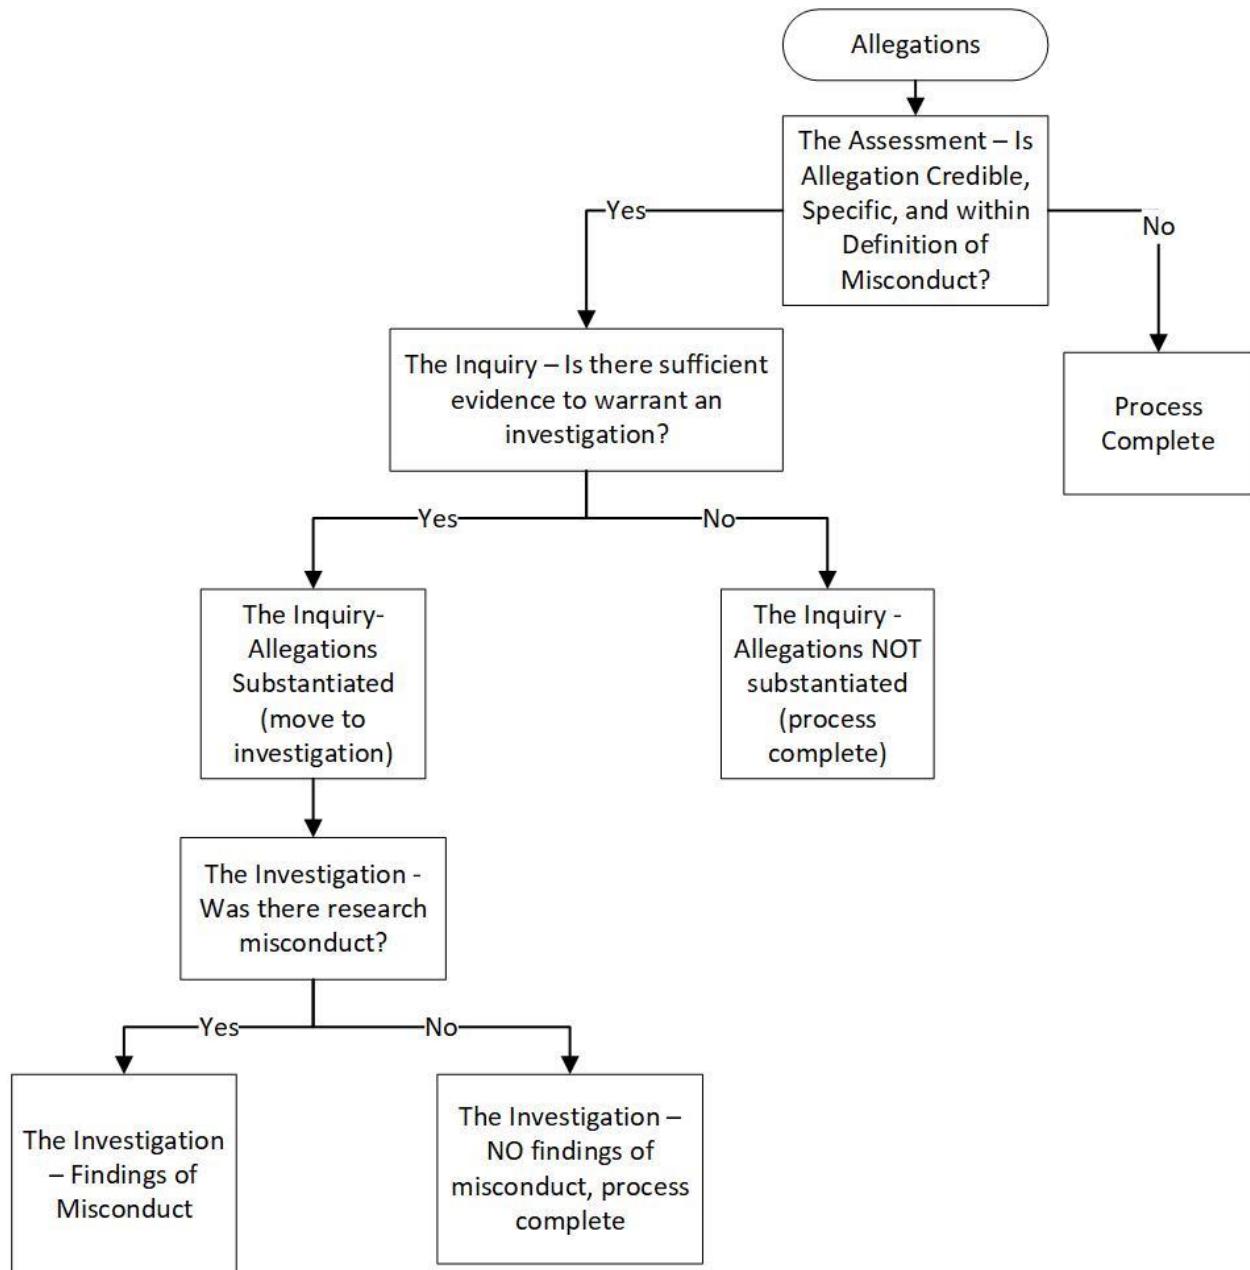 Allegations
The Assessment – Is
Allegation Credible,
Specific, and within
Definition of
Misconduct?
Yes
No
The Inquiry – Is there sufficient
evidence to warrant an
investigation?
Process
Complete
Yes
No
The Inquiry-
Allegations
Substantiated
(move to
investigation)
The Inquiry -
Allegations NOT
substantiated
(process
complete)
The Investigation -
Was there research
misconduct?
Yes
No
The Investigation
– Findings of
Misconduct
The Investigation –
NO findings of
misconduct, process
complete